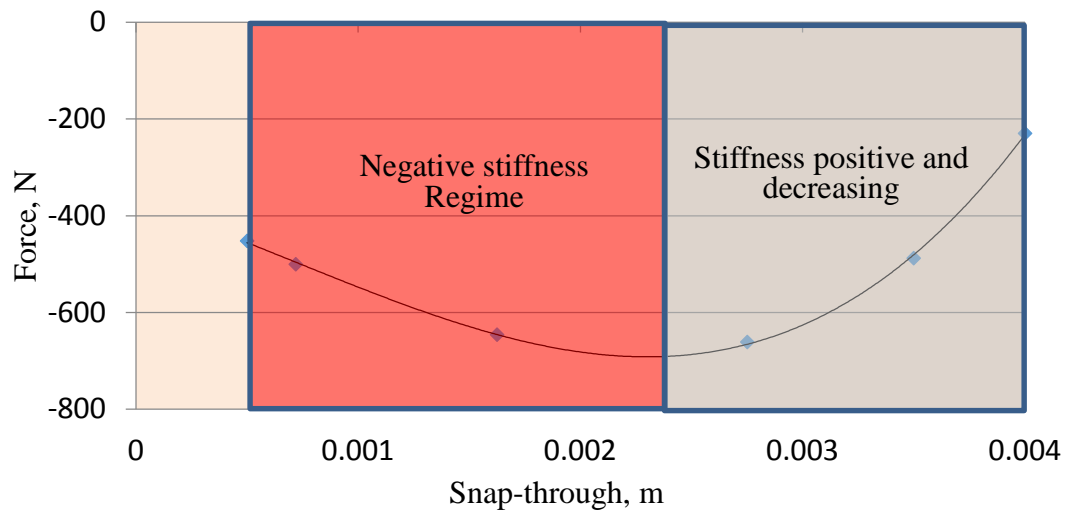 0
-200
-400
-600
-800
Force, N
Negative stiffness
Regime
Stiffness positive and
decreasing
0
0.001
0.002
0.003
0.004
Snap-through, m